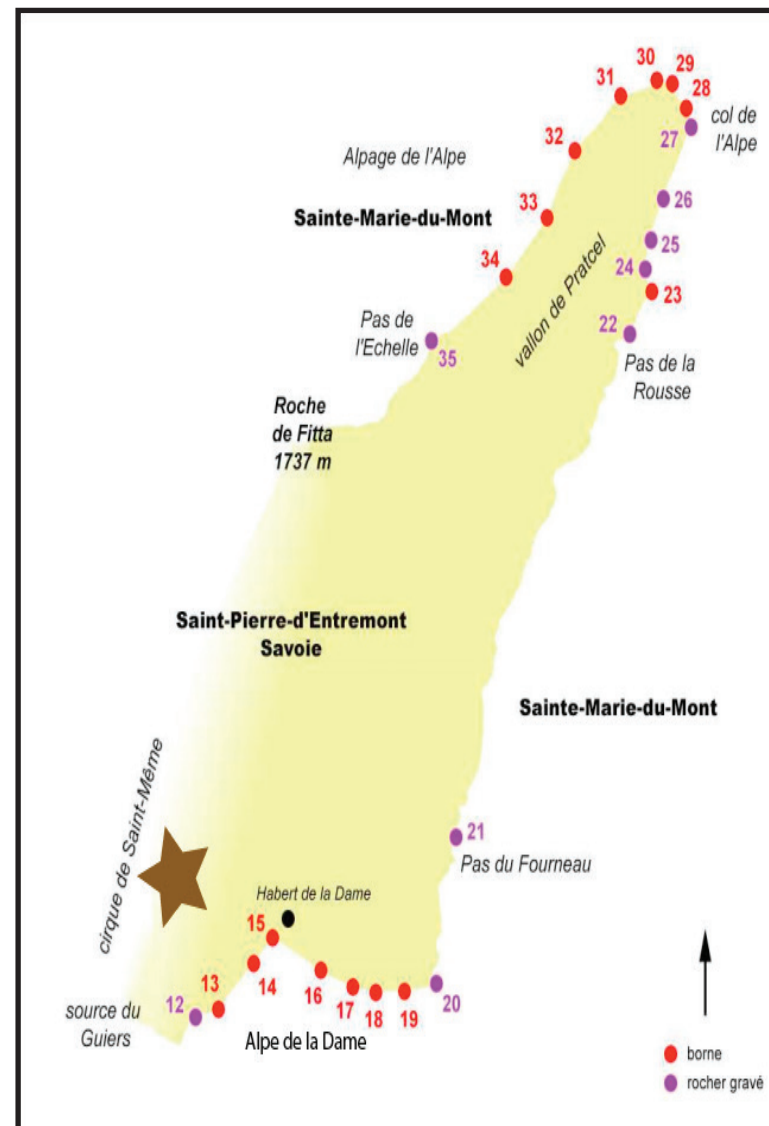 30
29
31
28
col de
l'Alpe
27
32
Alpage de l'Alpe
26
33
Sainte-Marie-du-Mont
25
24
34
23
vallon de Pratcel
Pas de
l'Echelle
22
35
Pas de la
Rousse
Roche
de Fitta
1737 m
Saint-Pierre-d'Entremont
Savoie
Sainte-Marie-du-Mont
cirque de Saint-Même
21
Pas du Fourneau
Habert de la Dame
15
13
14
12
16
17
18
19
20
source du
Guiers
Alpe de la Dame
borne
rocher gravé